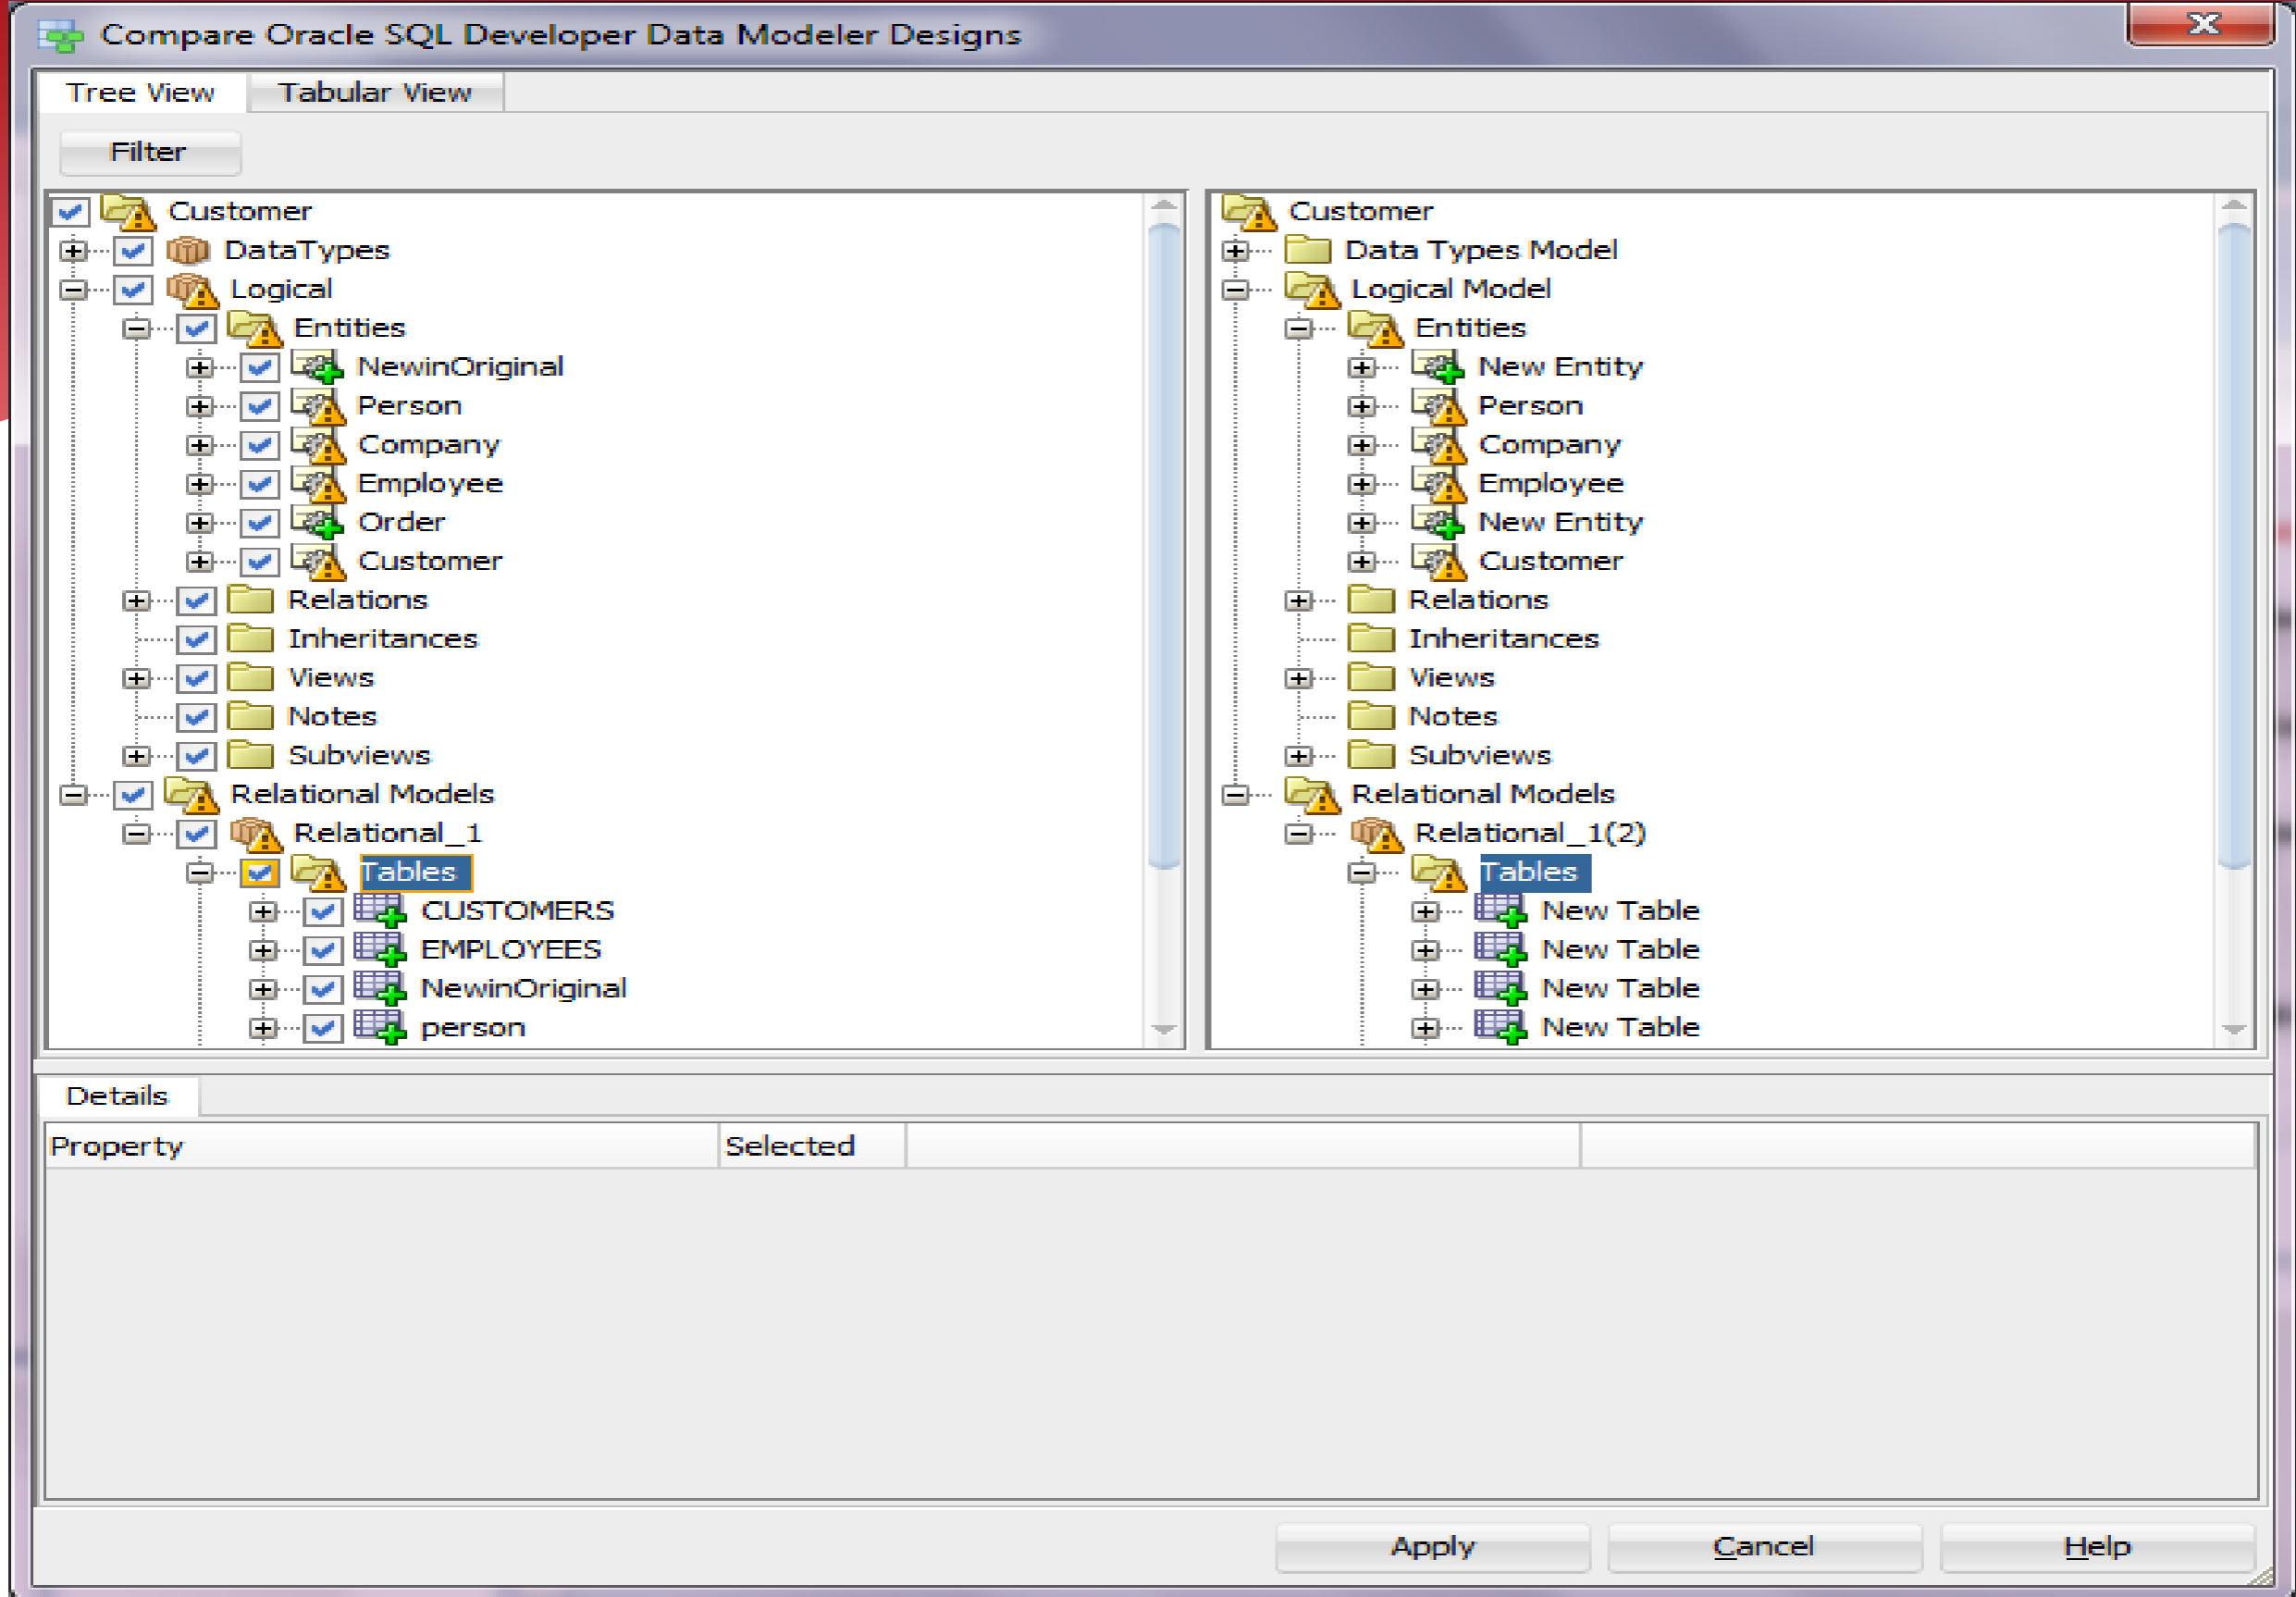 Compare Oracle SQL Developer Data Modeler Designs
Tree View Tabular View
Filter
Customer
DataTypes
Logical
Entities
NewinOriginal
Person
Company
Employee
Order
Customer
Relations
Inheritances
Views
Notes
Subviews
Relational Models
Relational_1
Tables
CUSTOMERS
EMPLOYEES
NewinOriginal
person
Customer
Data Types Model
Logical Model
Entities
New Entity
Person
Company
Employee
New Entity
Customer
Relations
Inheritances
Views
Notes
Subviews
Relational Models
Relational_1(2)
Tables
New Table
New Table
New Table
New Table
Details
Property Selected
Apply Cancel Help